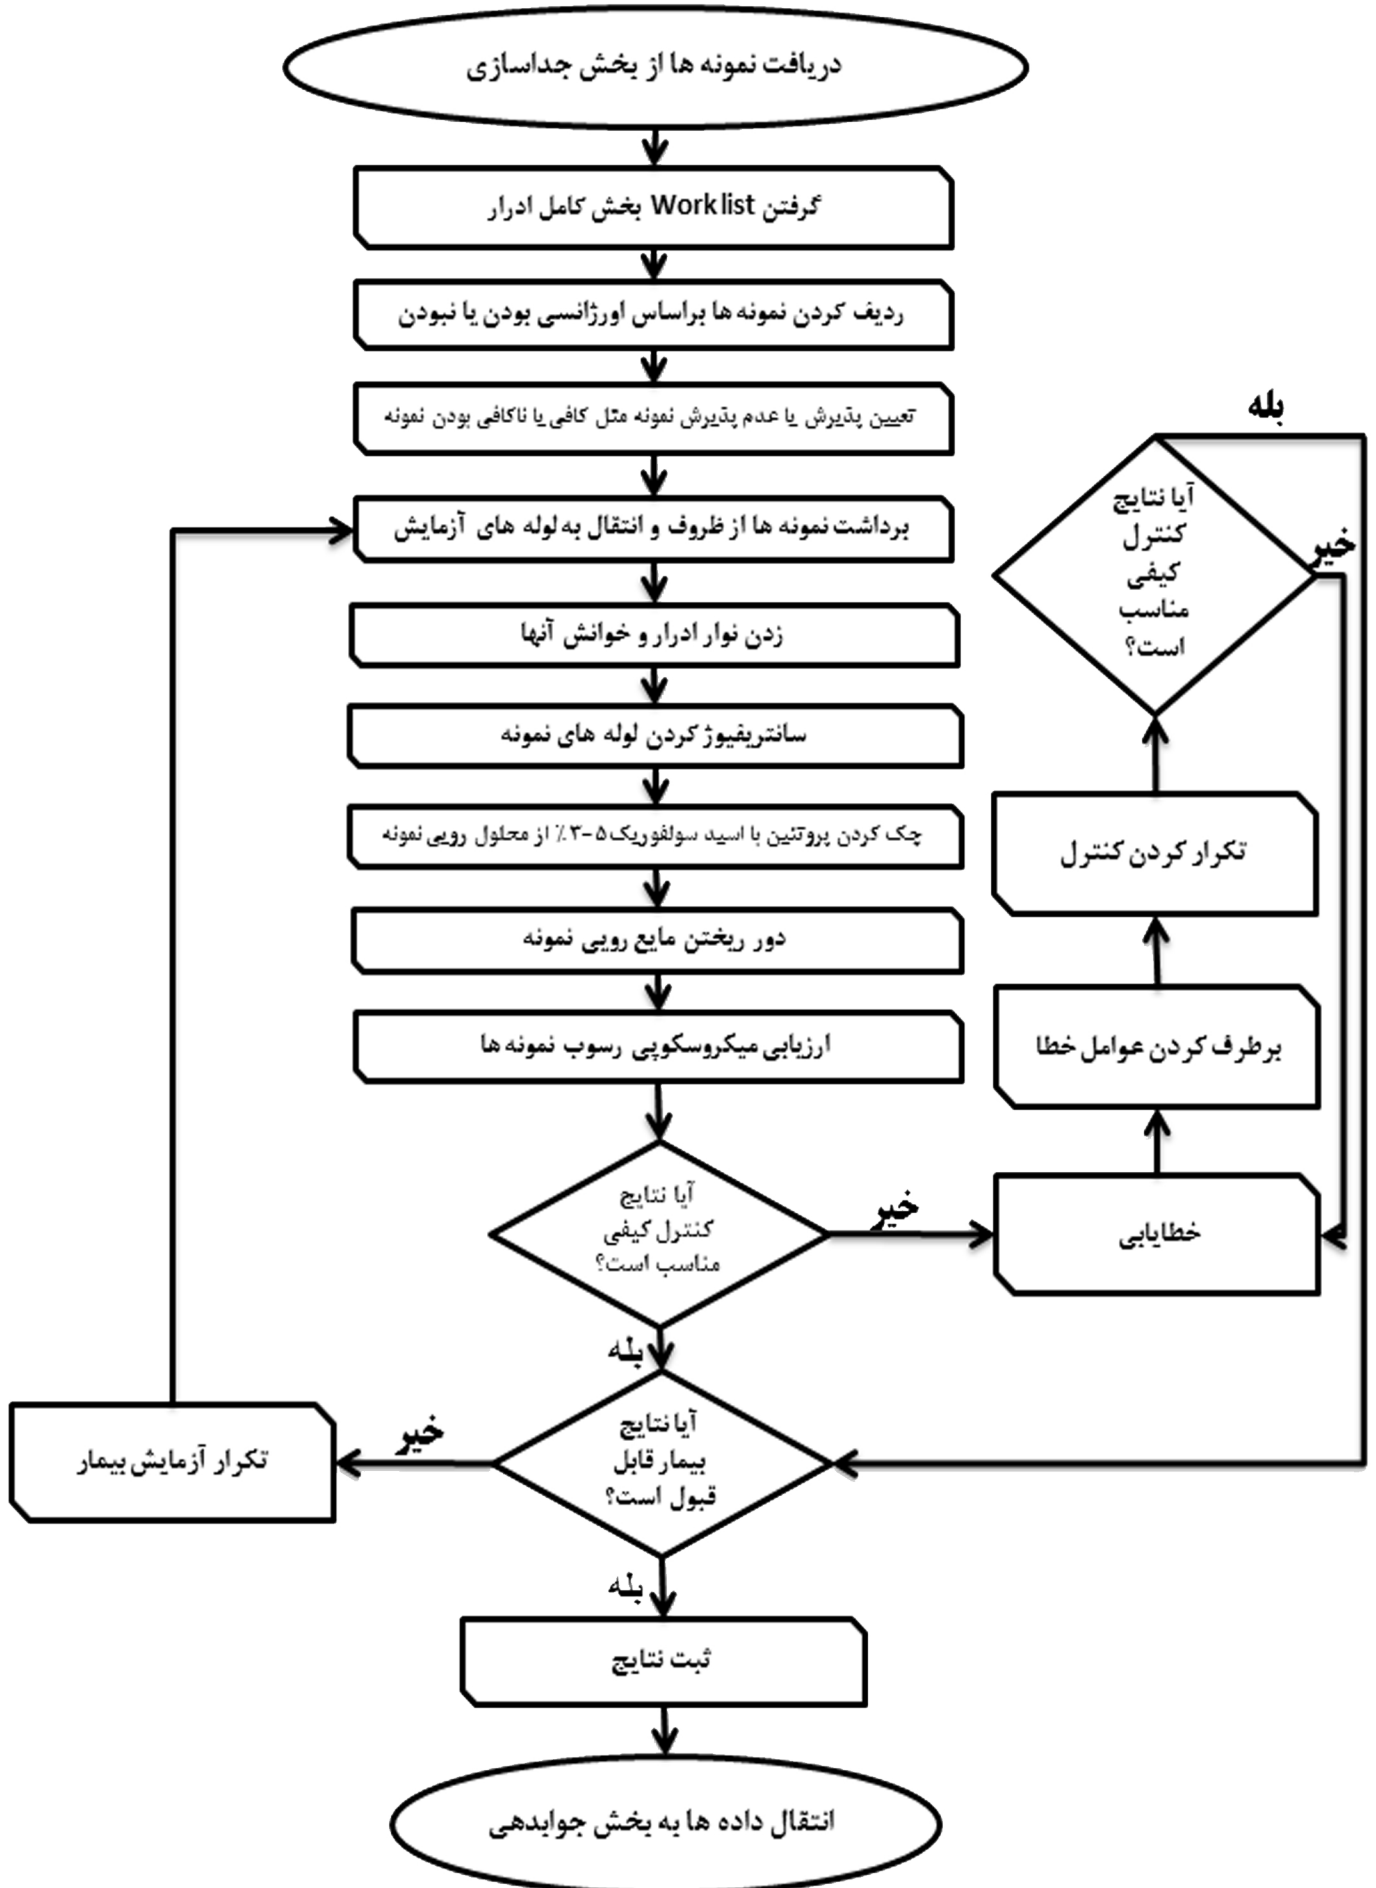 دریافت نمونه ها از بخش جداسازی
گرفتن Worklist بخش کامل ادرار
ردیف کردن نمونه ها براساس اورژانسی بودن یا نبودن
تعیین پذیرش یا عدم پذیرش نمونه مثل کافی یا ناکافی بودن نمونه
برداشت نمونه ها از ظروف و انتقال به لوله های آزمایش
زدن نوار ادرار و خوانش آنها
سانتریفیوژ کردن لوله های نمونه
چک کردن پروتئین با اسید سولفوریک ۵-۳٪ از محلول رویی نمونه
دور ریختن مایع رویی نمونه
ارزیابی میکروسکوپی رسوب نمونه ها
آیا نتایج
کنترل کیفی
مناسب است؟
خیر
خطایابی
برطرف کردن عوامل خطا
تکرار کردن کنترل
آیا نتایج
کنترل
کیفی
مناسب
است؟
بله
خیر
بله
آیا نتایج
بیمار قابل
قبول است؟
خیر
تکرار آزمایش بیمار
بله
ثبت نتایج
انتقال داده ها به بخش جوابدهی